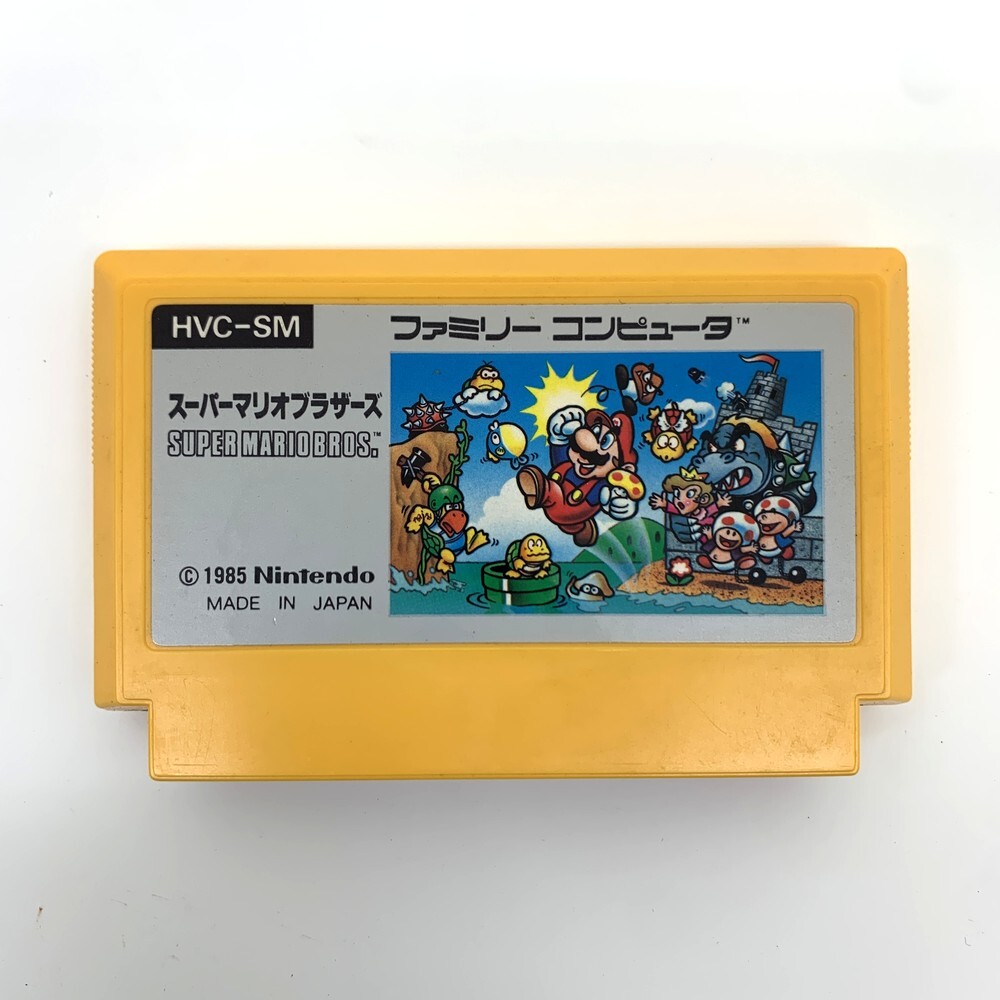 HVC-SM
ファミリー コンピュータ™
スーパーマリオブラザーズ
SUPER MARIO BROS.™
© 1985 Nintendo
MADE IN JAPAN